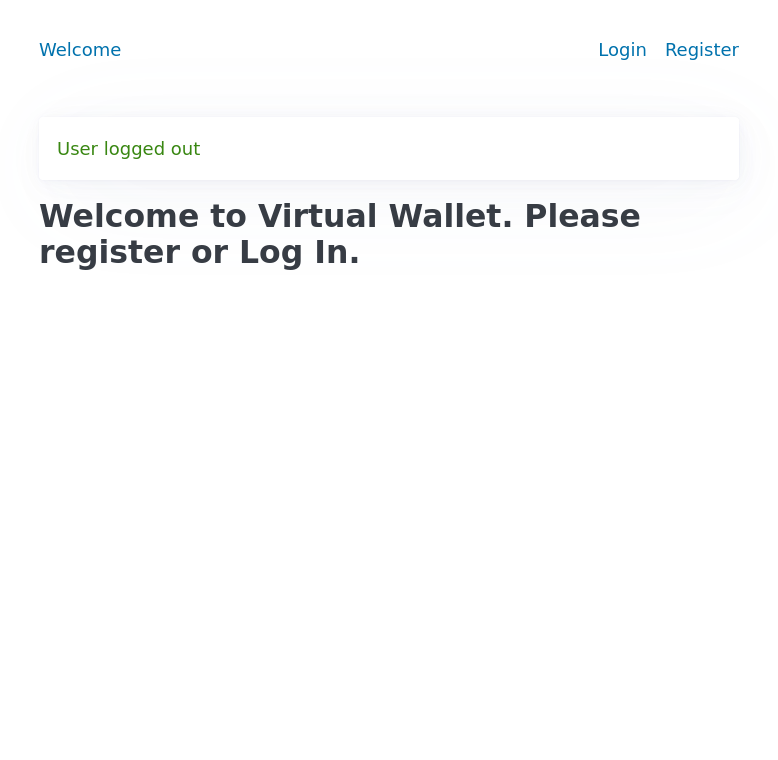 Welcome
Login
Register
User logged out
Welcome to Virtual Wallet. Please
register or Log In.